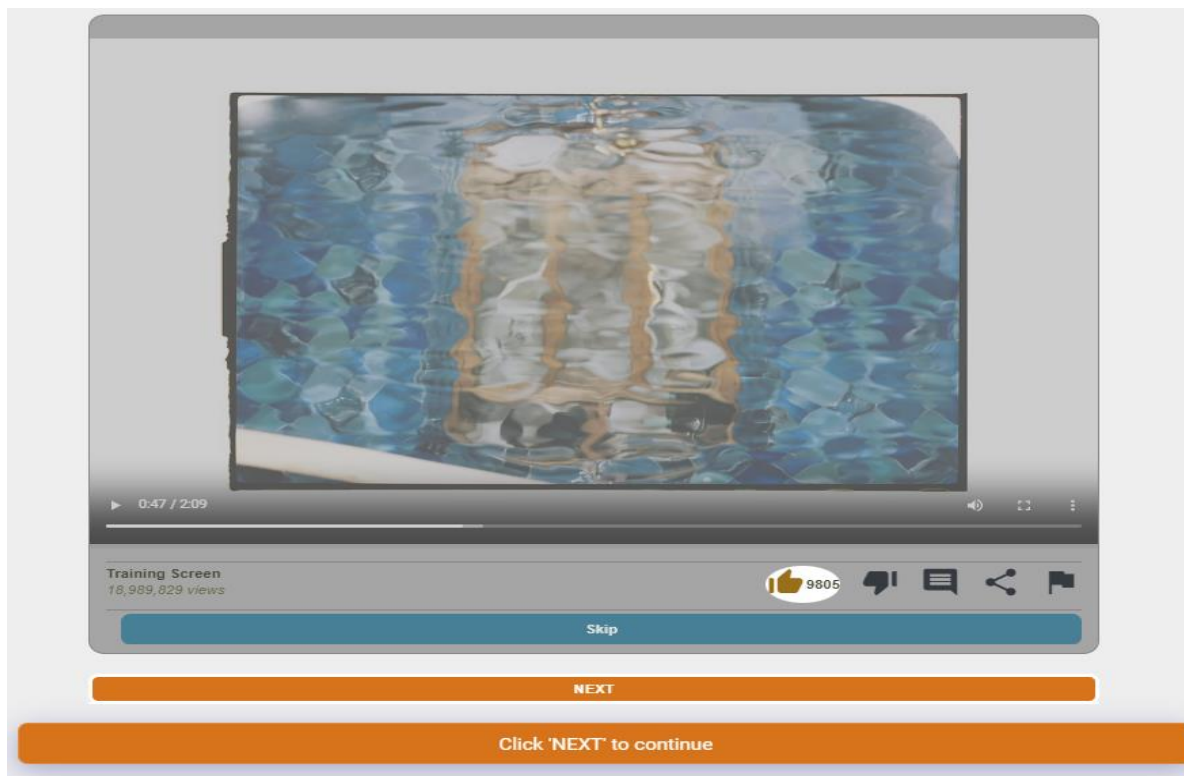 0:47 / 2:09
Training Screen
18,989,829 views
9805
Skip
NEXT
Click 'NEXT' to continue